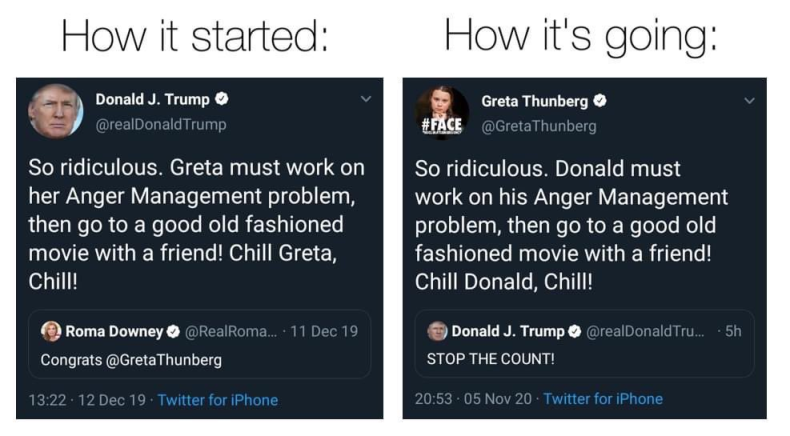 How it started:
How it's going:
Donald J. Trump
@realDonaldTrump
So ridiculous. Greta must work on
her Anger Management problem,
then go to a good old fashioned
movie with a friend! Chill Greta,
Chill!
Roma Downey @RealRoma... · 11 Dec 19
Congrats @GretaThunberg
13:22 · 12 Dec 19 · Twitter for iPhone
#FACE
Greta Thunberg
@GretaThunberg
So ridiculous. Donald must
work on his Anger Management
problem, then go to a good old
fashioned movie with a friend!
Chill Donald, Chill!
Donald J. Trump @realDonaldTru... · 5h
STOP THE COUNT!
20:53 · 05 Nov 20 · Twitter for iPhone